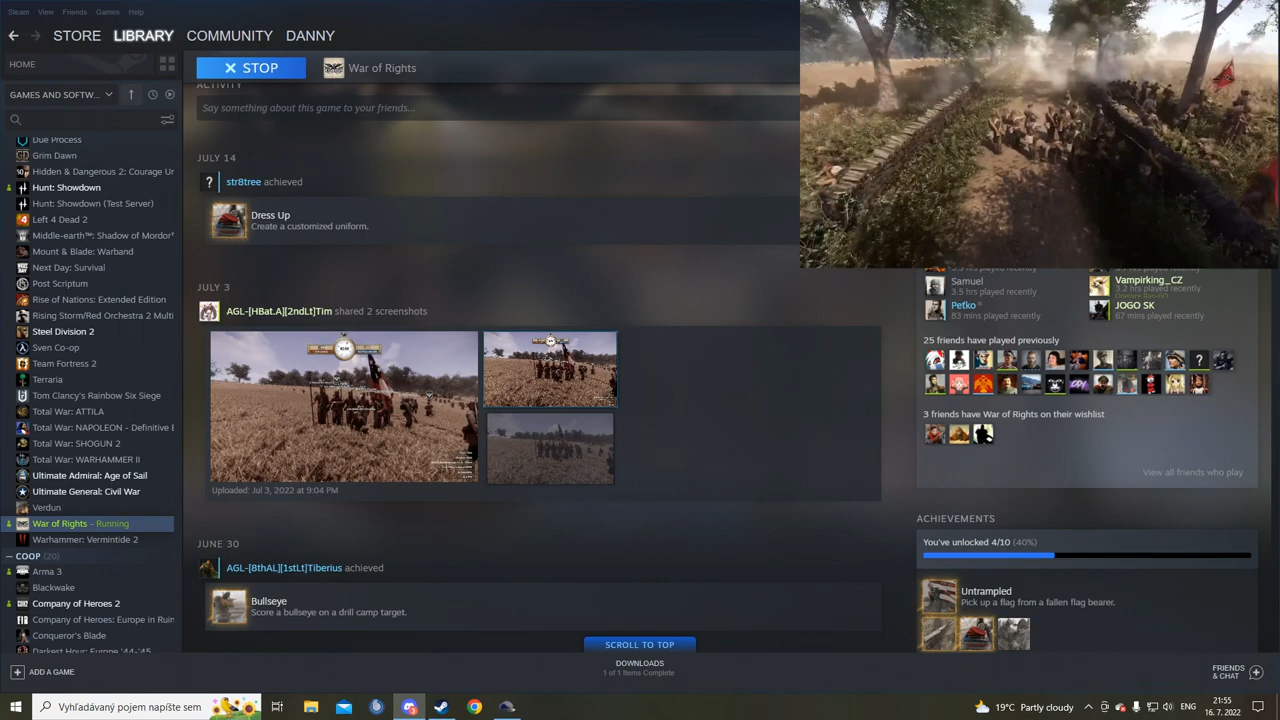 Steam View Friends Games Help
STORE LIBRARY COMMUNITY DANNY
HOME
GAMES AND SOFTW...
Due Process
Grim Dawn
Hidden & Dangerous 2: Courage Ur
Hunt: Showdown
Hunt: Showdown (Test Server)
Left 4 Dead 2
Middle-earth™: Shadow of Mordor
Mount & Blade: Warband
Next Day: Survival
Post Scriptum
Rise of Nations: Extended Edition
Rising Storm/Red Orchestra 2 Multi
Steel Division 2
Sven Co-op
Team Fortress 2
Terraria
Tom Clancy's Rainbow Six Siege
Total War: ATTILA
Total War: NAPOLEON - Definitive E
Total War: SHOGUN 2
Total War: WARHAMMER II
Ultimate Admiral: Age of Sail
Ultimate General: Civil War
Verdun
War of Rights - Running
Warhammer: Vermintide 2
COOP (20)
Arma 3
Blackwake
Company of Heroes 2
Company of Heroes: Europe in Ruin
Conqueror's Blade
Darkest Hour: Europe '44-'45
ADD A GAME
STOP
War of Rights
ACTIVITY
Say something about this game to your friends...
JULY 14
? str8tree achieved
Dress Up
Create a customized uniform.
JULY 3
AGL-[HBat.A][2ndLt]Tim shared 2 screenshots
Uploaded: Jul 3, 2022 at 9:04 PM
JUNE 30
AGL-[8thAL][1stLt]Tiberius achieved
Bullseye
Score a bullseye on a drill camp target.
SCROLL TO TOP
DOWNLOADS
1 of 1 Items Complete
Samuel
3.5 hrs played recently
Vampirking_CZ
3.2 hrs played recently
Peťko
83 mins played recently
JOGO SK
67 mins played recently
25 friends have played previously
?
3 friends have War of Rights on their wishlist
View all friends who play
ACHIEVEMENTS
You've unlocked 4/10 (40%)
Untrampled
Pick up a flag from a fallen flag bearer.
FRIENDS
& CHAT
Vyhľadávaný pojem napíšte sem
19°C Partly cloudy
21:55
16. 7. 2022